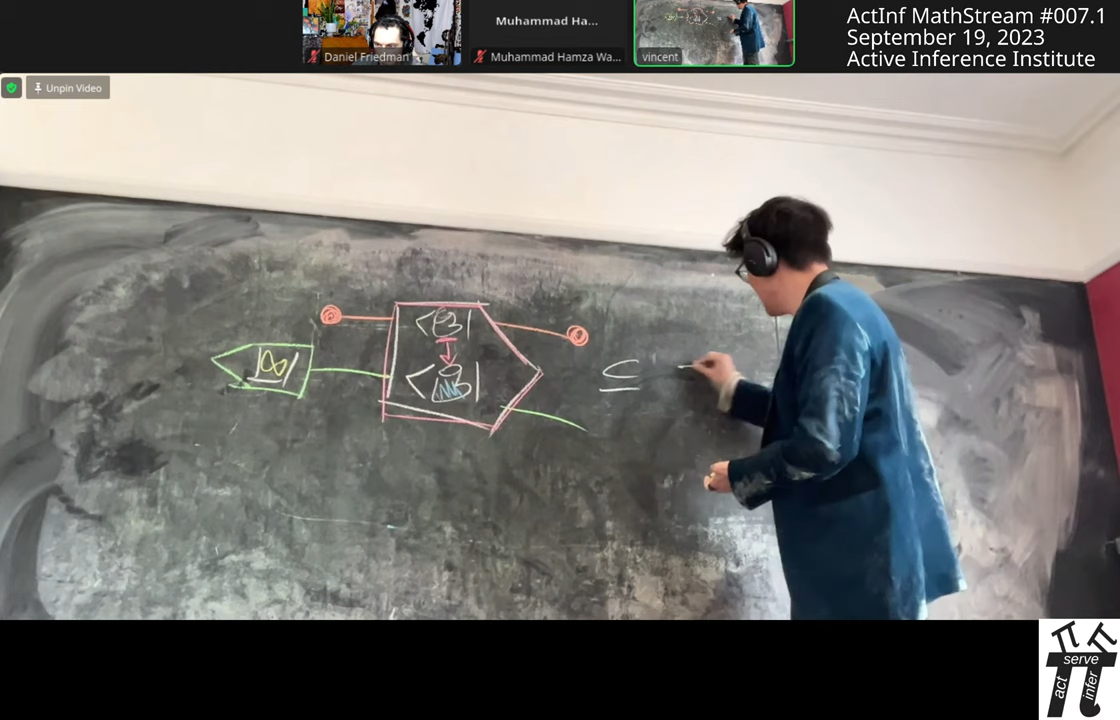 ActInf MathStream #007.1
September 19, 2023
Active Inference Institute
Muhammad Ha...
Daniel Friedman
Muhammad Hamza Wa...
vincent
Unpin Video
⊆
act
serve
infer